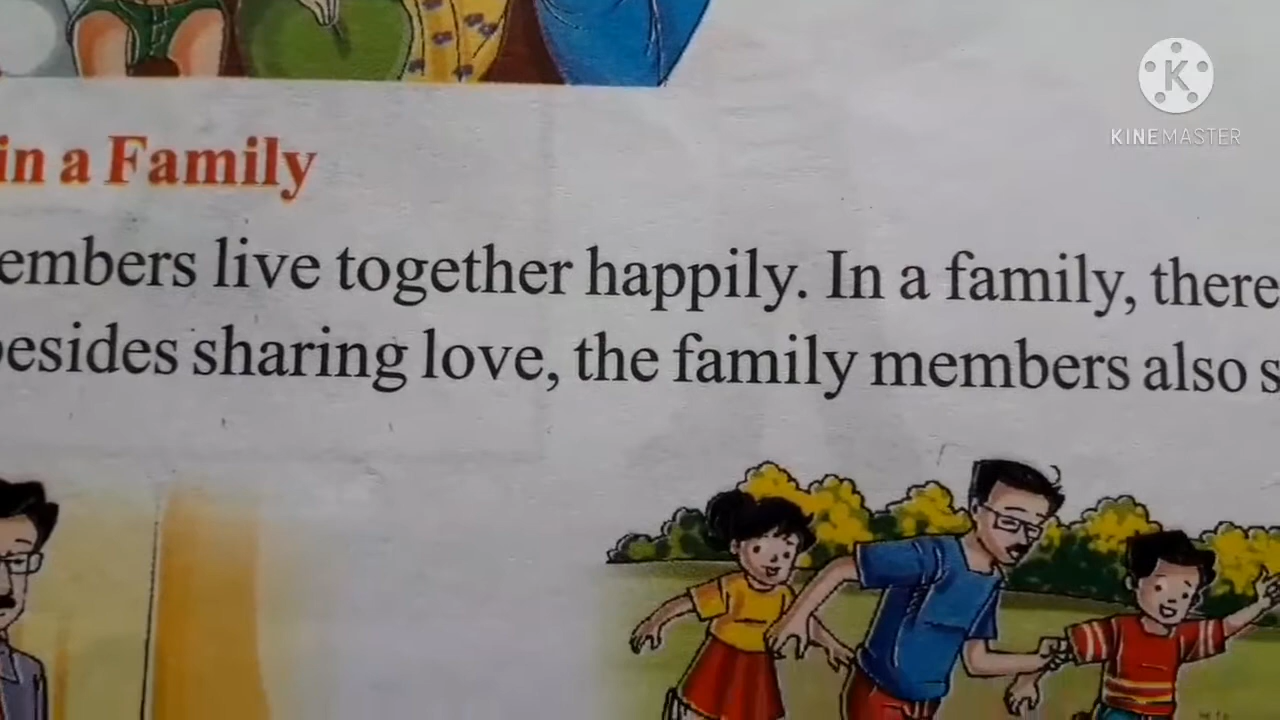 KINEMASTER
in a Family
embers live together happily. In a family, there
esides sharing love, the family members also s